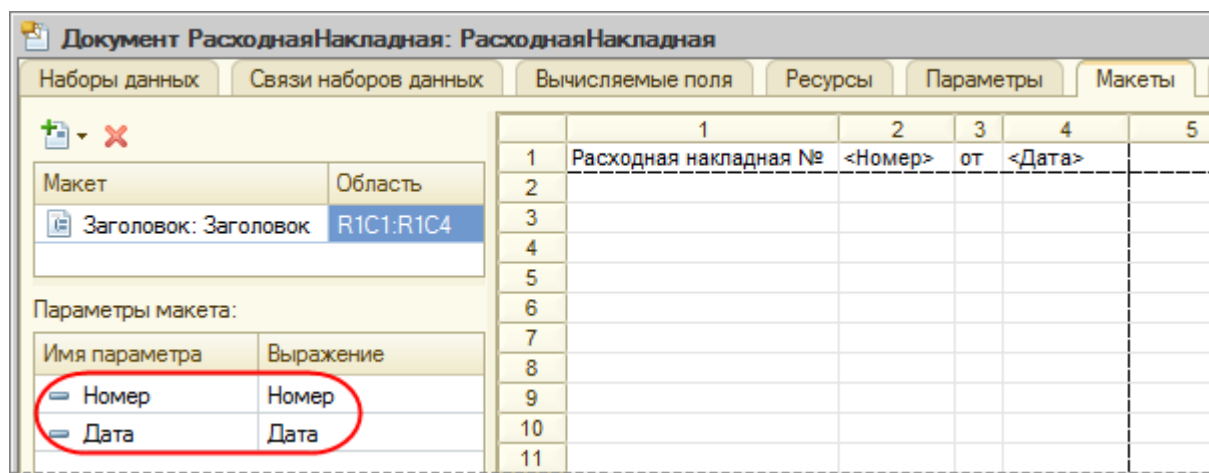 Документ РасходнаяНакладная: РасходнаяНакладная
Наборы данных Связи наборов данных Вычисляемые поля Ресурсы Параметры Макеты
Макет Область
Заголовок: Заголовок R1C1:R1C4
Параметры макета:
Имя параметра Выражение
Номер Номер
Дата Дата
1 2 3 4 5
1 Расходная накладная № <Номер> от <Дата>
2
3
4
5
6
7
8
9
10
11